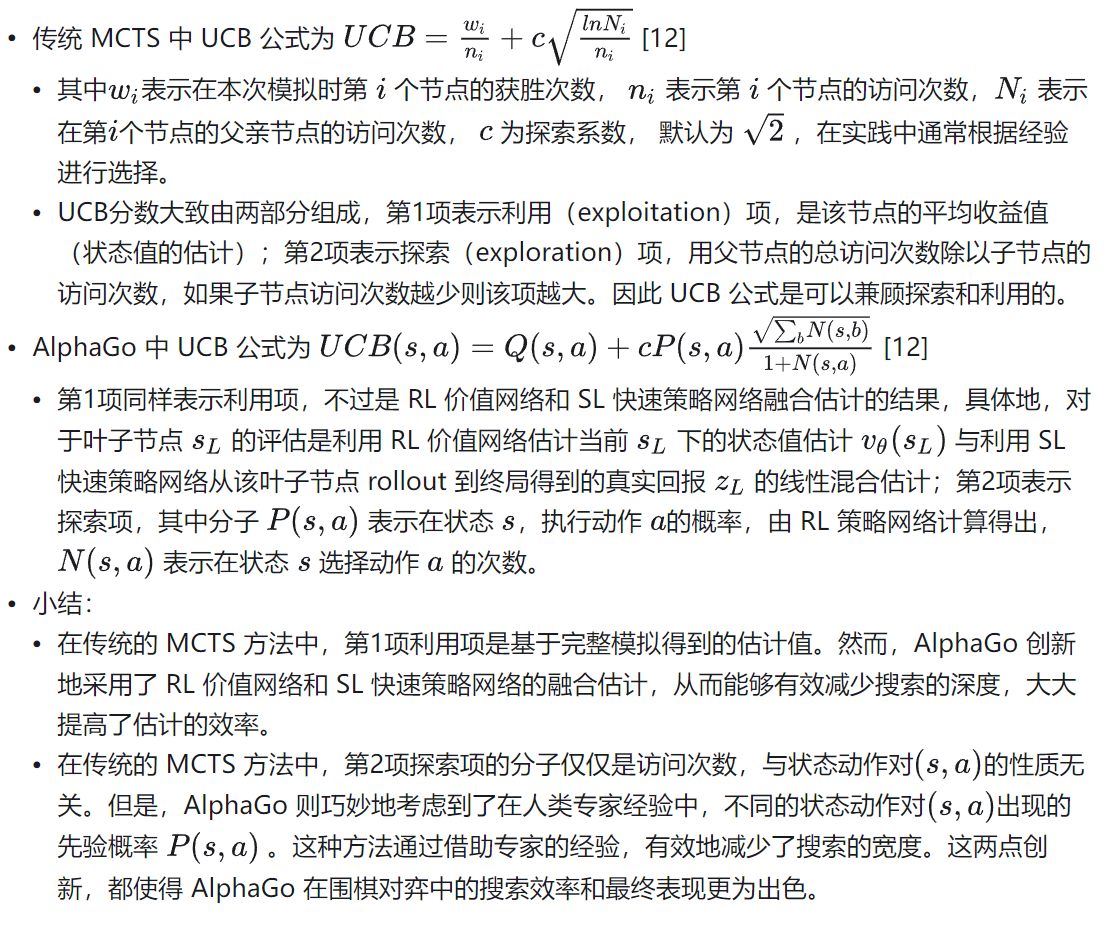 • 传统 MCTS 中 UCB 公式为 $UCB = \frac{w_i}{n_i} + c\sqrt{\frac{lnN_i}{n_i}}$ [12]
• 其中$w_i$表示在本次模拟时第 $i$ 个节点的获胜次数， $n_i$ 表示第 $i$ 个节点的访问次数，$N_i$ 表示
在第$i$个节点的父亲节点的访问次数， $c$ 为探索系数， 默认为 $\sqrt{2}$ ，在实践中通常根据经验
进行选择。
• UCB分数大致由两部分组成，第1项表示利用（exploitation）项，是该节点的平均收益值
（状态值的估计）；第2项表示探索（exploration）项，用父节点的总访问次数除以子节点的
访问次数，如果子节点访问次数越少则该项越大。因此 UCB 公式是可以兼顾探索和利用的。
• AlphaGo 中 UCB 公式为 $UCB(s,a) = Q(s,a) + cP(s,a)\frac{\sqrt{\sum_b N(s,b)}}{1+N(s,a)}$ [12]
• 第1项同样表示利用项，不过是 RL 价值网络和 SL 快速策略网络融合估计的结果，具体地，对
于叶子节点 $s_L$ 的评估是利用 RL 价值网络估计当前 $s_L$ 下的状态值估计 $v_\theta(s_L)$ 与利用 SL
快速策略网络从该叶子节点 rollout 到终局得到的真实回报 $z_L$ 的线性混合估计；第2项表示
探索项，其中分子 $P(s,a)$ 表示在状态 $s$，执行动作 $a$的概率，由 RL 策略网络计算得出，
$N(s,a)$ 表示在状态 $s$ 选择动作 $a$ 的次数。
• 小结：
• 在传统的 MCTS 方法中，第1项利用项是基于完整模拟得到的估计值。然而，AlphaGo 创新
地采用了 RL 价值网络和 SL 快速策略网络的融合估计，从而能够有效减少搜索的深度，大大
提高了估计的效率。
• 在传统的 MCTS 方法中，第2项探索项的分子仅仅是访问次数，与状态动作对$(s,a)$的性质无
关。但是，AlphaGo 则巧妙地考虑到了在人类专家经验中，不同的状态动作对$(s,a)$出现的
先验概率 $P(s,a)$ 。这种方法通过借助专家的经验，有效地减少了搜索的宽度。这两点创
新，都使得 AlphaGo 在围棋对弈中的搜索效率和最终表现更为出色。